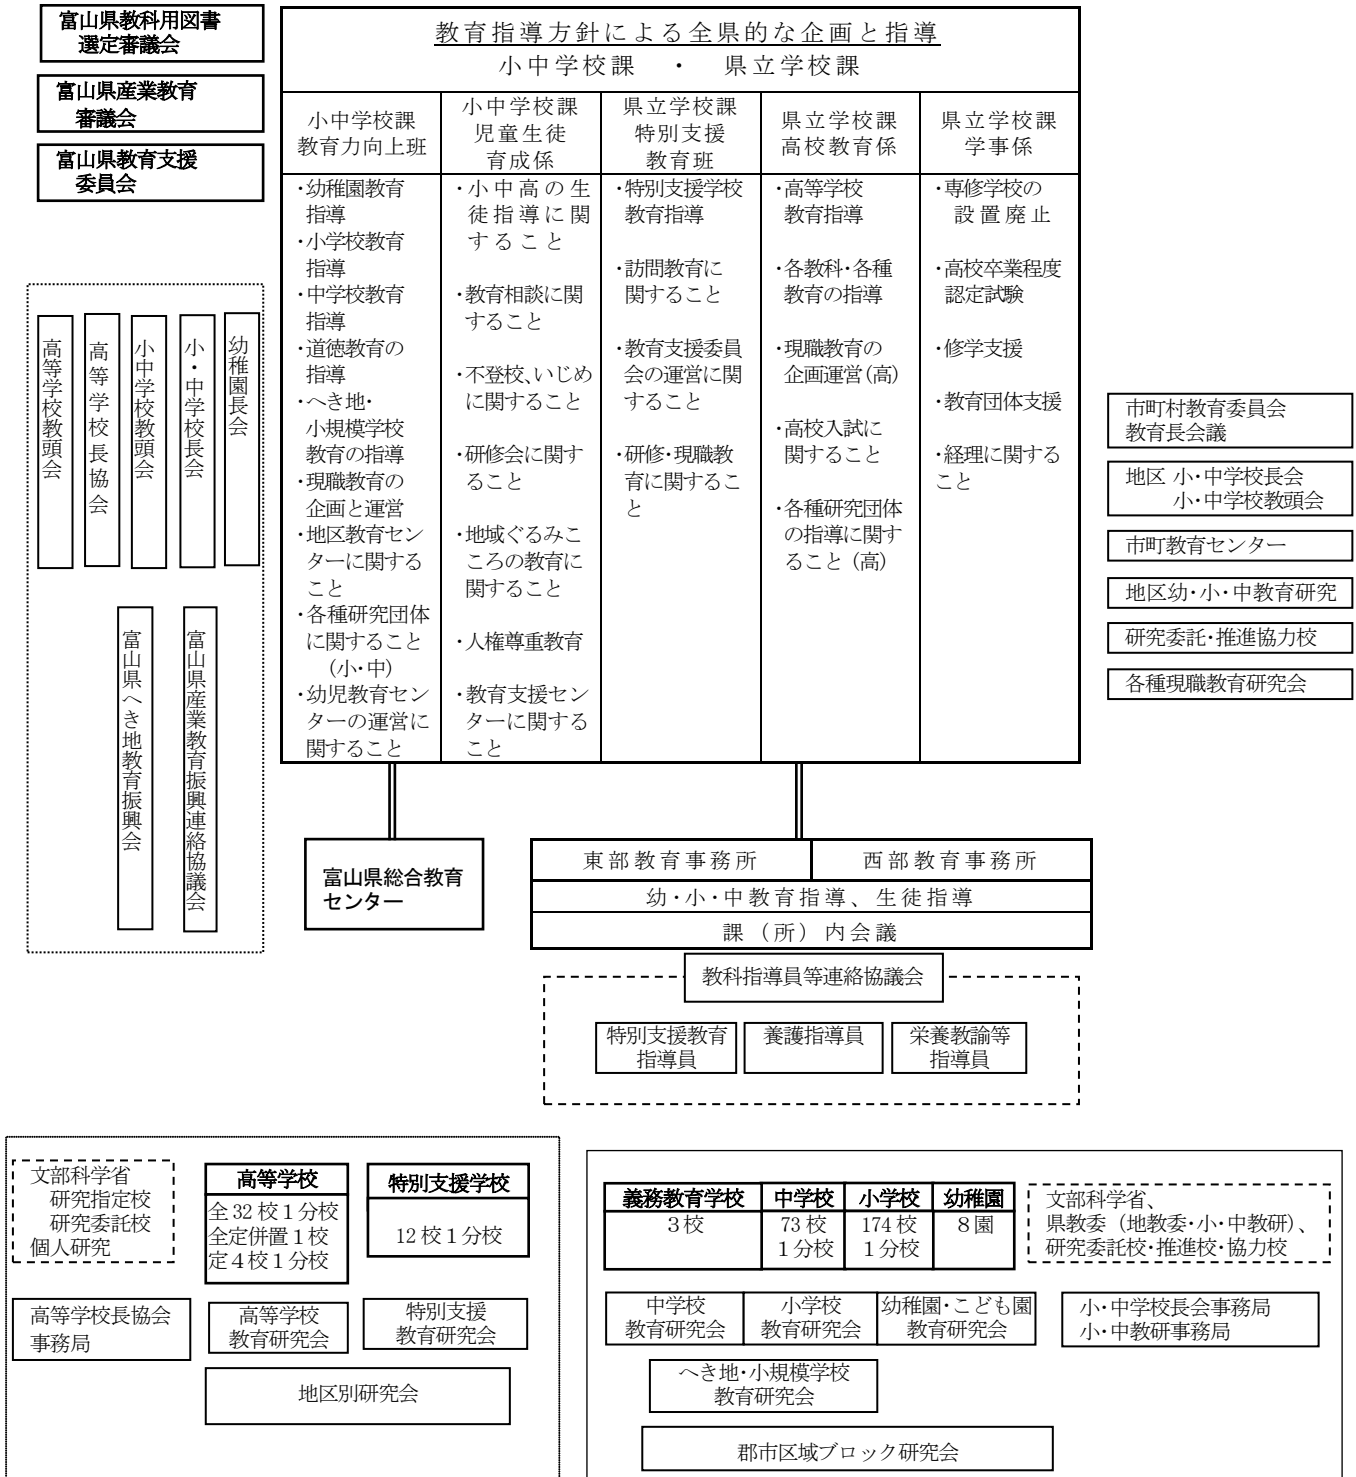 富山県教科用図書
選定審議会
富山県産業教育
審議会
富山県教育支援
委員会
教育指導方針による全県的な企画と指導
小中学校課 ・ 県立学校課
小中学校課
教育力向上班
小中学校課
児童生徒
育成係
県立学校課
特別支援
教育班
県立学校課
高校教育係
県立学校課
学事係
・幼稚園教育
指導
・小学校教育
指導
・中学校教育
指導
・道徳教育の
指導
・へき地・
小規模学校
教育の指導
・現職教育の
企画と運営
・地区教育セン
ターに関する
こと
・各種研究団体
に関すること
(小・中)
・幼児教育セン
ターの運営に
関すること
・小中高の生
徒指導に関
すること
・教育相談に関
すること
・不登校、いじめ
に関すること
・研修会に関す
ること
・地域ぐるみこ
ころの教育に
関すること
・人権尊重教育
・教育支援セン
ターに関する
こと
・特別支援学校
教育指導
・訪問教育に
関すること
・教育支援委員
会の運営に関
すること
・研修・現職教
育に関するこ
と
・高等学校
教育指導
・各教科・各種
教育の指導
・現職教育の
企画運営(高)
・高校入試に
関すること
・各種研究団体
の指導に関す
ること(高)
・専修学校の
設置廃止
・高校卒業程度
認定試験
・修学支援
・教育団体支援
・経理に関する
こと
高等学校教頭会
高等学校長協会
小中学校教頭会
小・中学校長会
幼稚園長会
富山県へき地教育振興会
富山県産業教育振興連絡協議会
市町村教育委員会
教育長会議
地区 小・中学校長会
小・中学校教頭会
市町教育センター
地区幼・小・中教育研究
研究委託・推進協力校
各種現職教育研究会
富山県総合教育
センター
東部教育事務所
西部教育事務所
幼・小・中教育指導、生徒指導
課(所)内会議
教科指導員等連絡協議会
特別支援教育
指導員
養護指導員
栄養教諭等
指導員
文部科学省
研究指定校
研究委託校
個人研究
高等学校
全32校1分校
全定併置1校
定4校1分校
特別支援学校
12校1分校
高等学校長協会
事務局
高等学校
教育研究会
特別支援
教育研究会
地区別研究会
義務教育学校
3校
中学校
73校
1分校
小学校
174校
1分校
幼稚園
8園
文部科学省、
県教委(地教委・小・中教研)、
研究委託校・推進校・協力校
中学校
教育研究会
小学校
教育研究会
幼稚園・こども園
教育研究会
小・中学校長会事務局
小・中教研事務局
へき地・小規模学校
教育研究会
郡市区域ブロック研究会